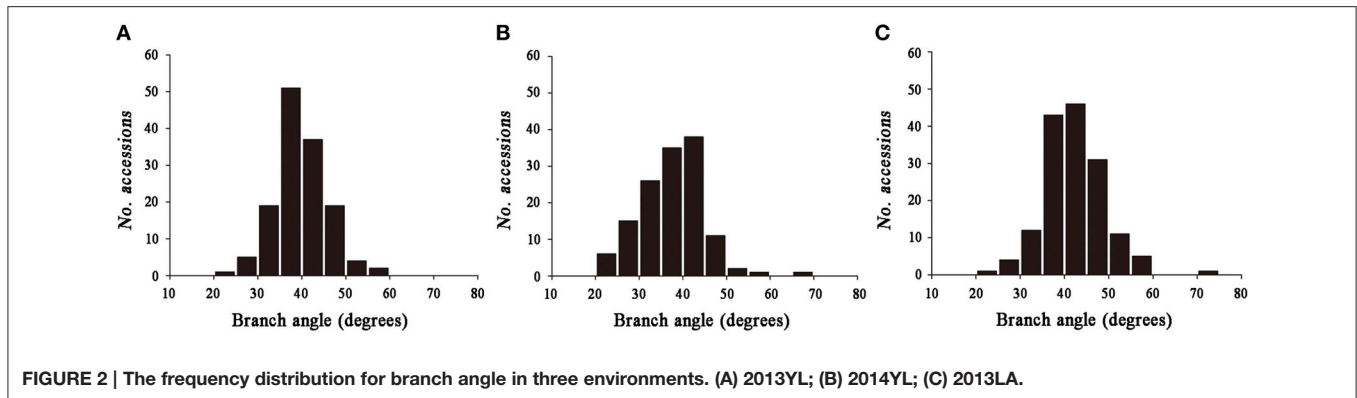 A
B
C
60
50
40
30
20
10
0
No. accessions
10 20 30 40 50 60 70 80
Branch angle (degrees)
60
50
40
30
20
10
0
No. accessions
10 20 30 40 50 60 70 80
Branch angle (degrees)
60
50
40
30
20
10
0
No. accessions
10 20 30 40 50 60 70 80
Branch angle (degrees)
FIGURE 2 | The frequency distribution for branch angle in three environments. (A) 2013YL; (B) 2014YL; (C) 2013LA.